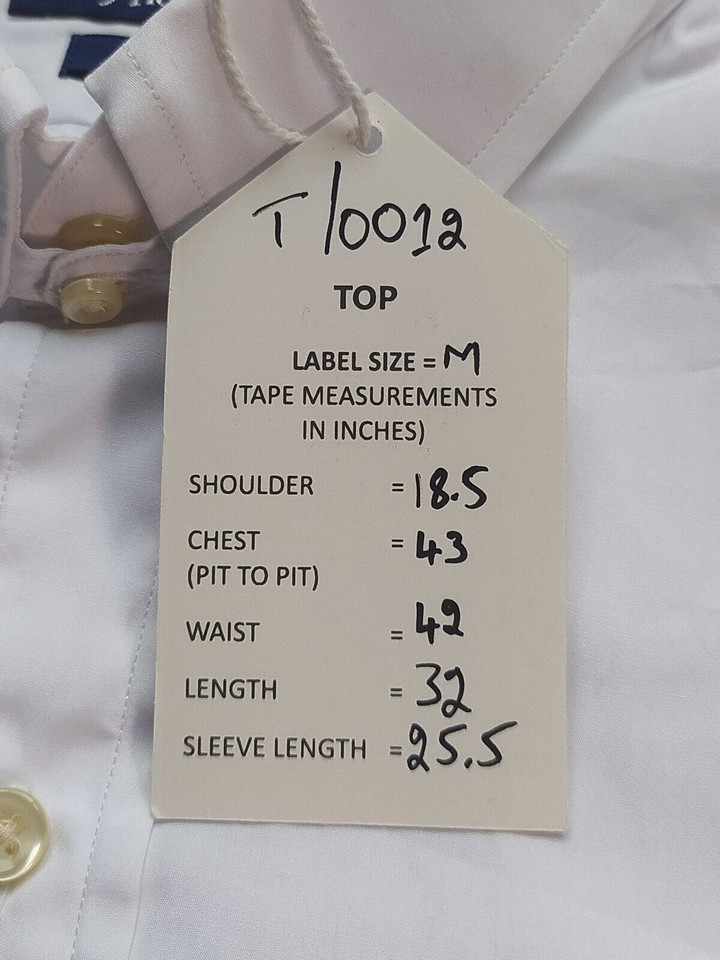 T/0012
TOP
LABEL SIZE = M
(TAPE MEASUREMENTS
IN INCHES)
SHOULDER = 18.5
CHEST = 43
(PIT TO PIT)
WAIST = 42
LENGTH = 32
SLEEVE LENGTH = 25.5